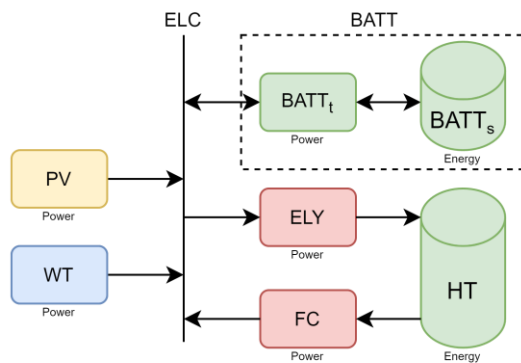 ELC
BATT
BATTt
Power
BATTs
Energy
PV
Power
WT
Power
ELY
Power
FC
Power
HT
Energy